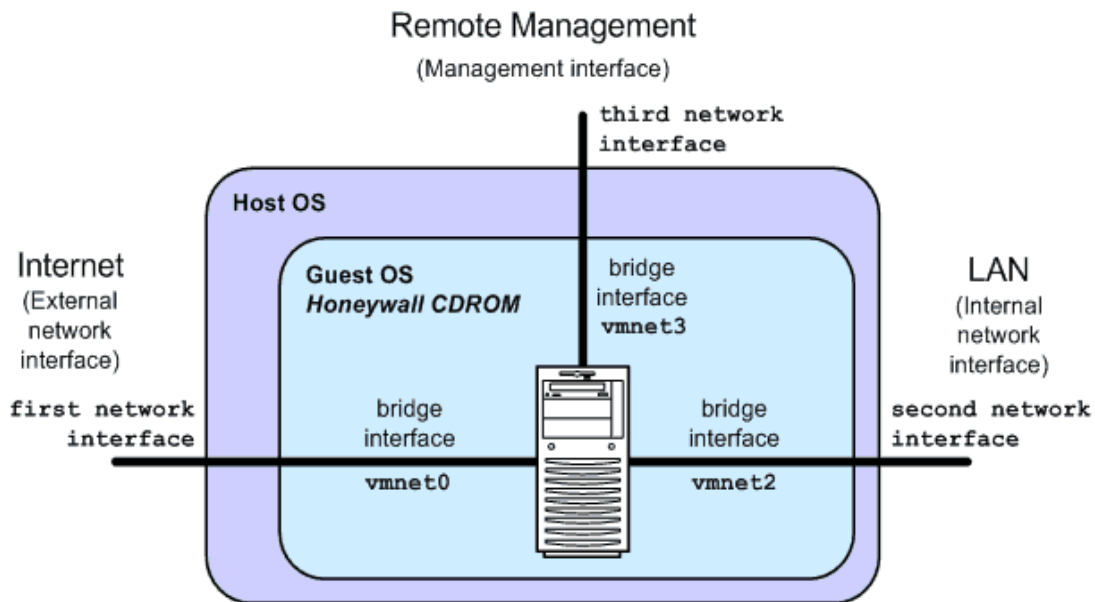 Remote Management
(Management interface)
third network
interface
Host OS
Guest OS
Honeywall CDROM
bridge
interface
vmnet3
Internet
(External
network
interface)
first network
interface
bridge
interface
vmnet0
bridge
interface
vmnet2
LAN
(Internal
network
interface)
second network
interface